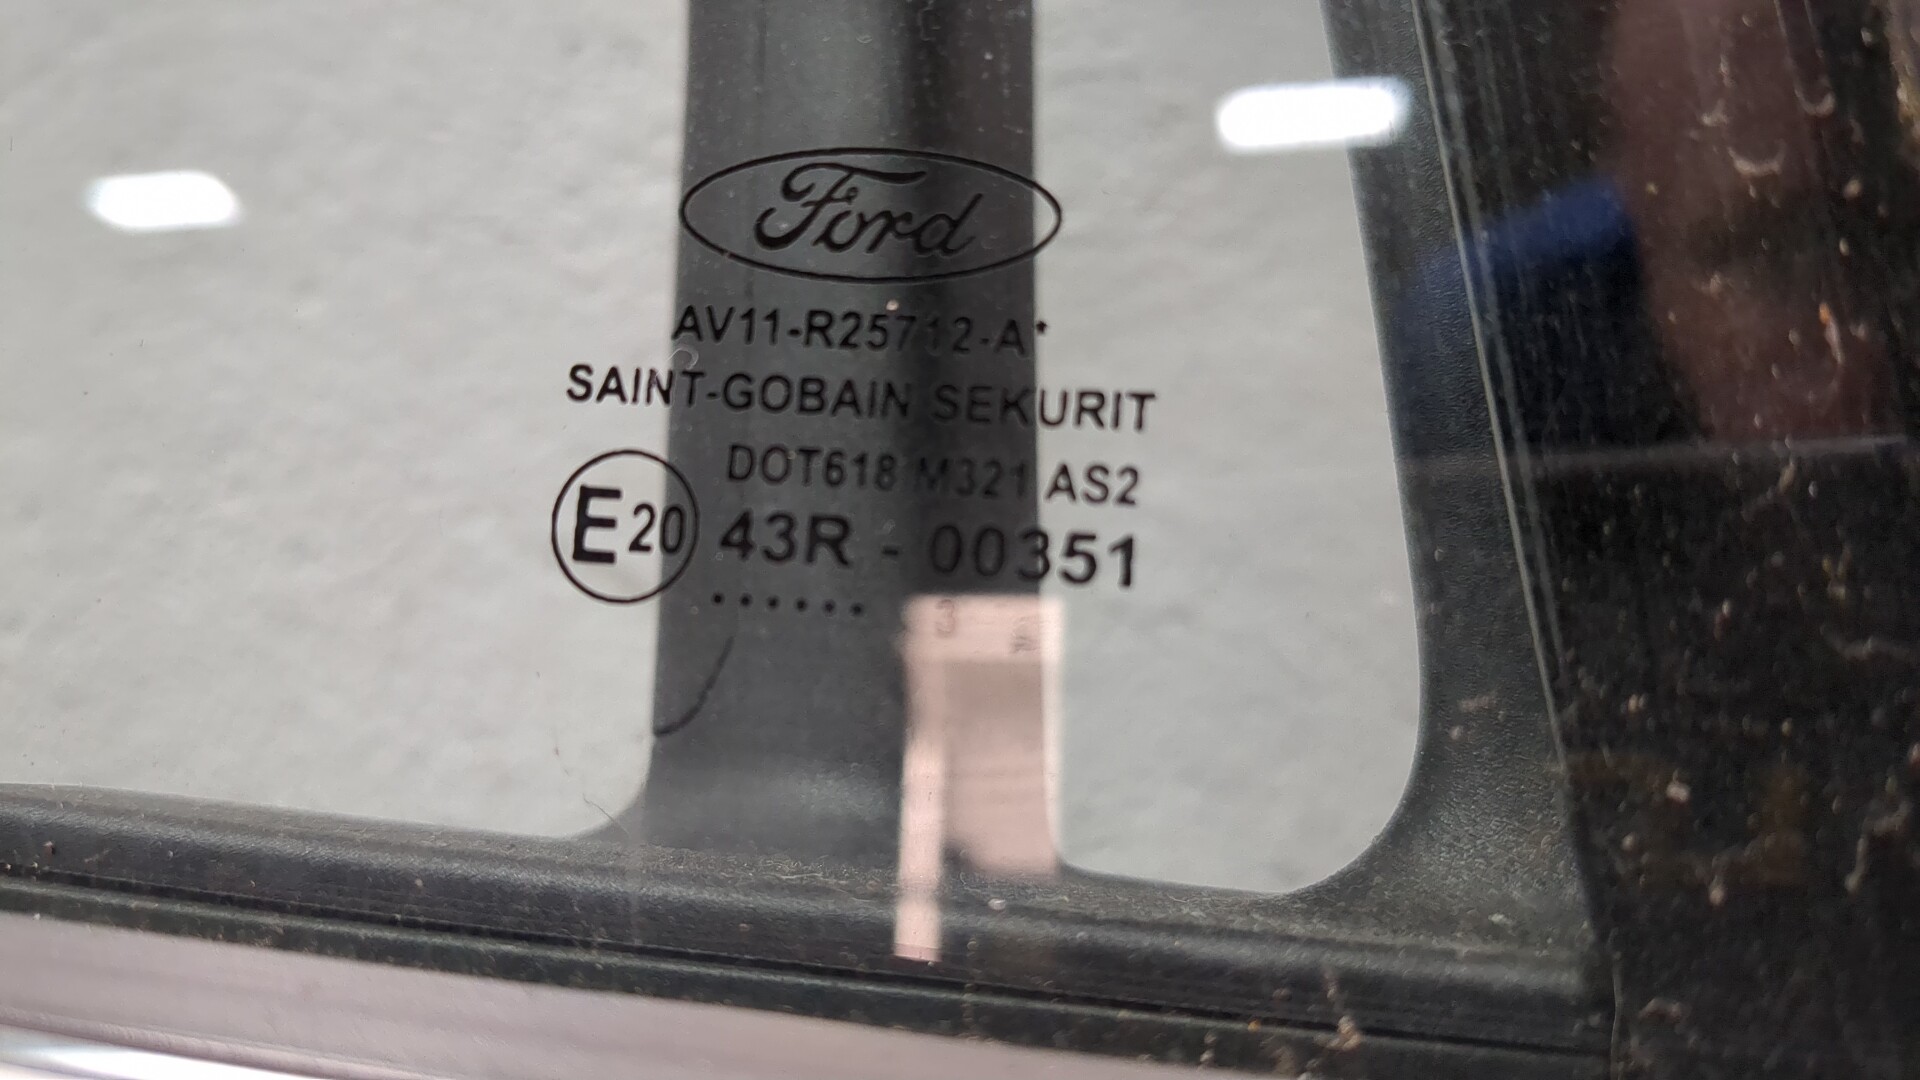 Ford
AV11-R25712-A*
SAINT-GOBAIN SEKURIT
DOT618 M321 AS2
E20 43R - 00351
......